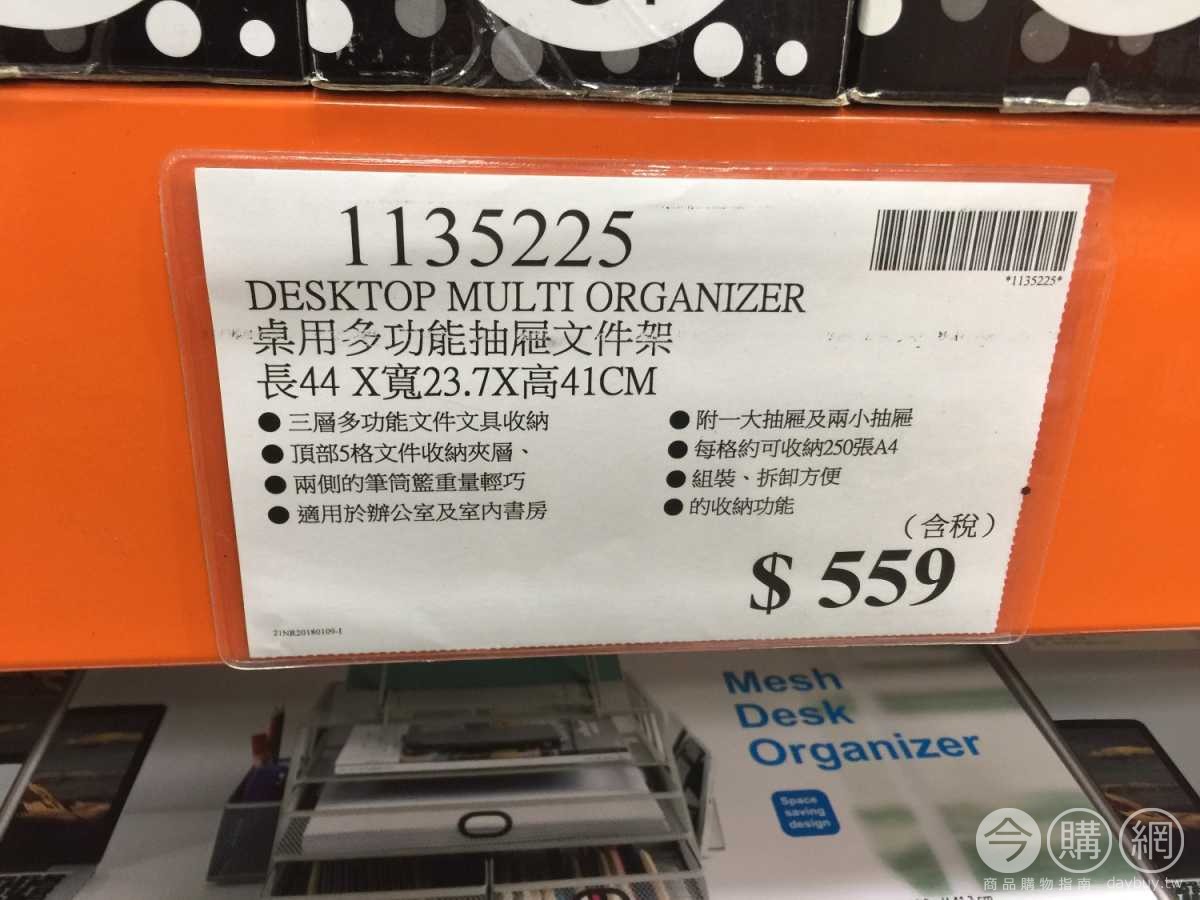 1135225
*1135225*
DESKTOP MULTI ORGANIZER
桌用多功能抽屜文件架
長44 X寬23.7X高41CM
● 三層多功能文件文具收納
● 頂部5格文件收納夾層、
● 兩側的筆筒籃重量輕巧
● 適用於辦公室及室內書房
● 附一大抽屜及兩小抽屜
● 每格約可收納250張A4
● 組裝、拆卸方便
● 的收納功能
（含稅）
$ 559
21NR20180109-1
Mesh
Desk
Organizer
Space
saving
design
今購網
商品購物指南 daybuy.tw